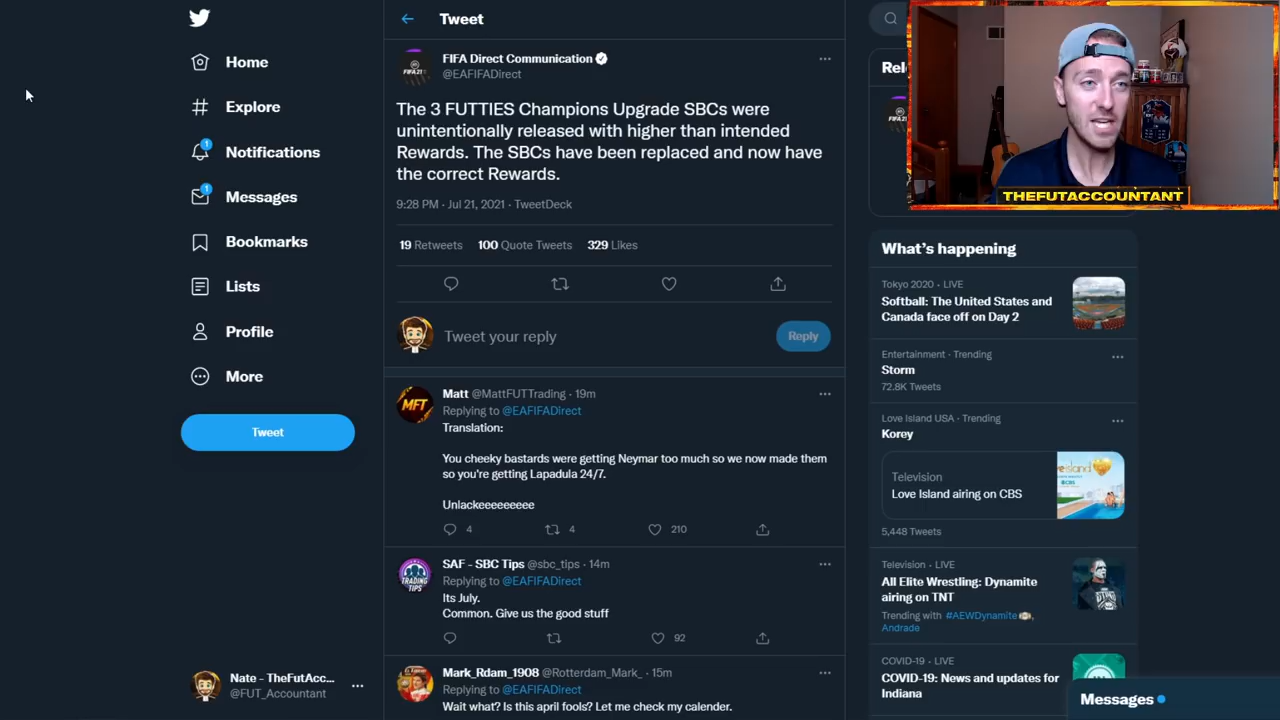 Home
Explore
1
Notifications
1
Messages
Bookmarks
Lists
Profile
More
Tweet
Nate - TheFutAcc...
@FUT_Accountant
Tweet
FIFA Direct Communication
@EAFIFADirect
The 3 FUTTIES Champions Upgrade SBCs were
unintentionally released with higher than intended
Rewards. The SBCs have been replaced and now have
the correct Rewards.
9:21 PM · Jul 21, 2021 · TweetDeck
19 Retweets 100 Quote Tweets 329 Likes
Tweet your reply
Reply
Matt @MattFUTTrading · 19m
Replying to @EAFIFADirect
Translation:
You cheeky bastards were getting Neymar too much so we now made them
so you're getting Lapadula 24/7.
Unlackeeeeeeee
4 4 210
SAF - SBC Tips @sbc_tips · 14m
Replying to @EAFIFADirect
Its July.
Common. Give us the good stuff
92
Mark_Rdam_1908 @Rotterdam_Mark_ · 15m
Replying to @EAFIFADirect
Wait what? Is this april fools? Let me check my calender.
THEFUTACCOUNTANT
What's happening
Tokyo 2020 · LIVE
Softball: The United States and
Canada face off on Day 2
Entertainment · Trending
Storm
72.8K Tweets
Love Island USA · Trending
Korey
Television
Love Island airing on CBS
5,448 Tweets
Television · LIVE
All Elite Wrestling: Dynamite
airing on TNT
Trending with #AEWDynamite,
Andrade
COVID-19 · LIVE
COVID-19: News and updates for
Indiana
Messages